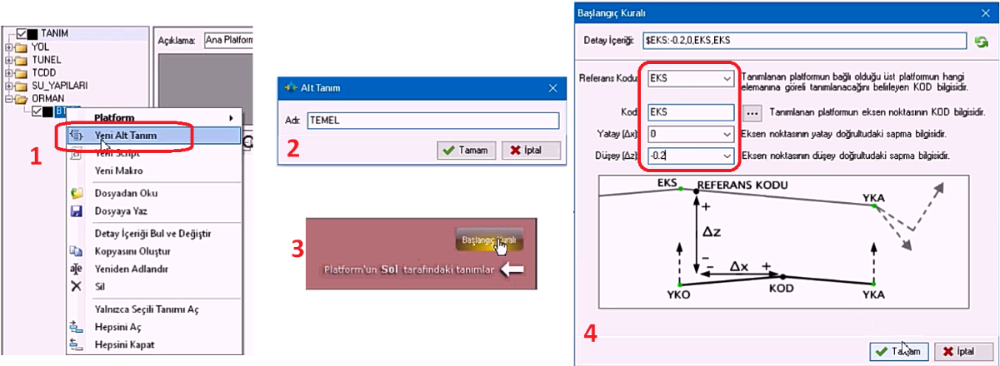 TANIM
YOL
TUNEL
TCDD
SU_YAPILARI
ORMAN
Açıklama: Ana Platform
Platform
Yeni Alt Tanım
Yeni Script
Yeni Makro
Dosyadan Oku
Dosyaya Yaz
Detay İçeriği Bul ve Değiştir
Kopyasını Oluştur
Yeniden Adlandır
Sil
Yalnızca Seçili Tanımı Aç
Hepsini Aç
Hepsini Kapat
1
Alt Tanım
Adı: TEMEL
2
Tamam
İptal
3
Başlangıç Kuralı
Platform'un Sol tarafındaki tanımlar
Başlangıç Kuralı
Detay İçeriği: $EKS:-0.2,0,EKS,EKS
Referans Kodu: EKS
Tanımlanan platformun bağlı olduğu üst platformun hangi
elemanına göreli tanımlanacağını belirleyen KOD bilgisidir.
Kod: EKS ... Tanımlanan platformun eksen noktasının KOD bilgisidir.
Yatay (Δx): 0 Eksen noktasının yatay doğrultudaki sapma bilgisidir.
Düşey (Δz): -0.2 Eksen noktasının düşey doğrultudaki sapma bilgisidir.
EKS
REFERANS KODU
YKA
+
Δz
−
− Δx +
YKO
KOD
YKA
4
Tamam
İptal